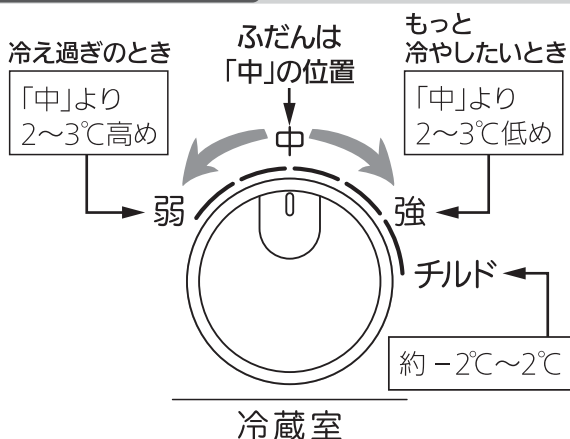 冷え過ぎのとき
「中」より
2～3℃高め
ふだんは
「中」の位置
もっと
冷やしたいとき
「中」より
2～3℃低め
中
弱
強
チルド
約－2℃～2℃
冷蔵室